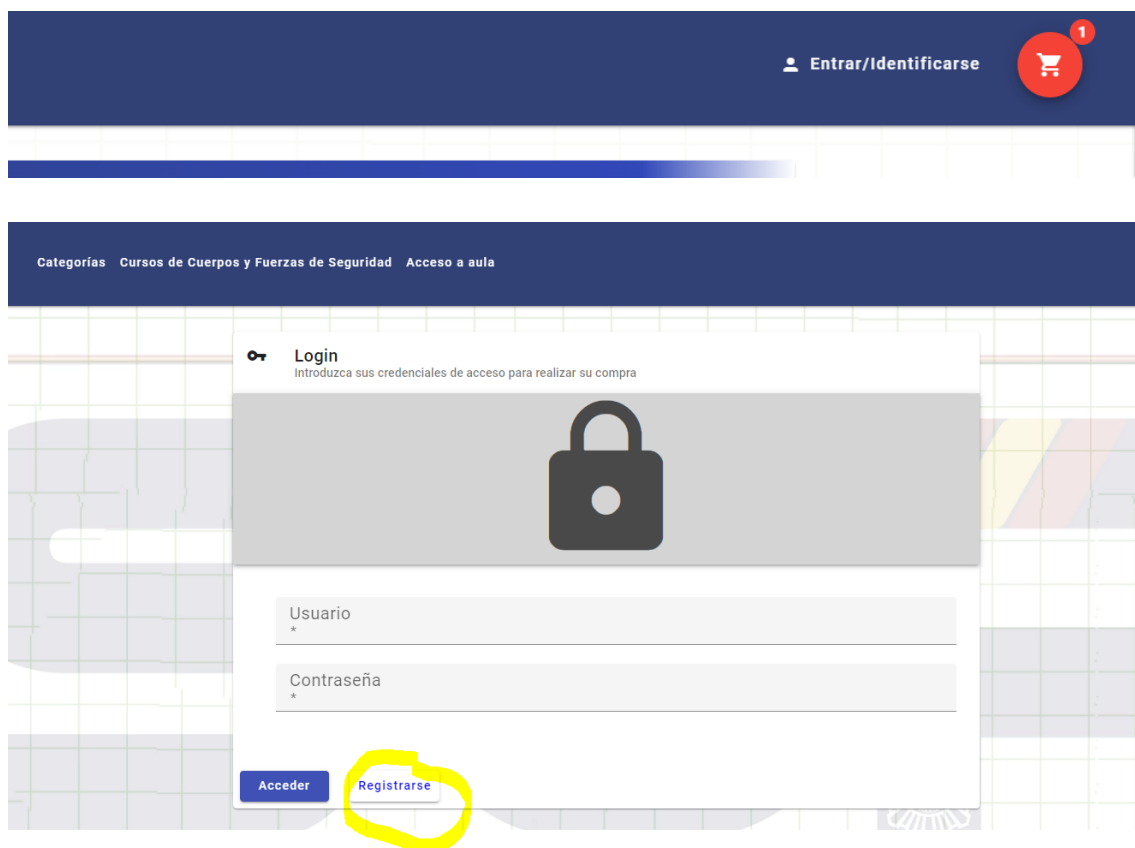 1
Entrar/Identificarse
Categorías Cursos de Cuerpos y Fuerzas de Seguridad Acceso a aula
Login
Introduzca sus credenciales de acceso para realizar su compra
Usuario
*
Contraseña
*
Acceder Registrarse